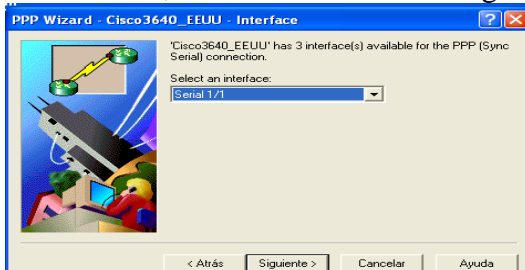 PPP Wizard - Cisco3640_EEUU - Interface
'Cisco3640_EEUU' has 3 interface(s) available for the PPP (Sync
Serial) connection.
Select an interface:
Serial 1/1
< Atrás Siguiente > Cancelar Ayuda